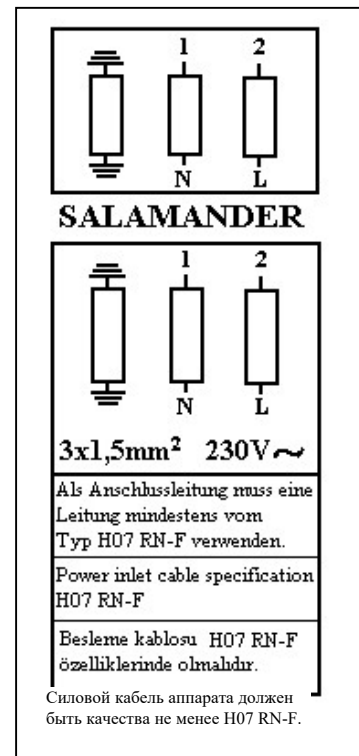 1 2
N L
SALAMANDER
1 2
N L
3x1,5mm² 230V~
Als Anschlussleitung muss eine
Leitung mindestens vom
Typ H07 RN-F verwenden.
Power inlet cable specification
H07 RN-F
Besleme kablosu H07 RN-F
özelliklerinde olmalıdır.
Силовой кабель аппарата должен
быть качества не менее H07 RN-F.